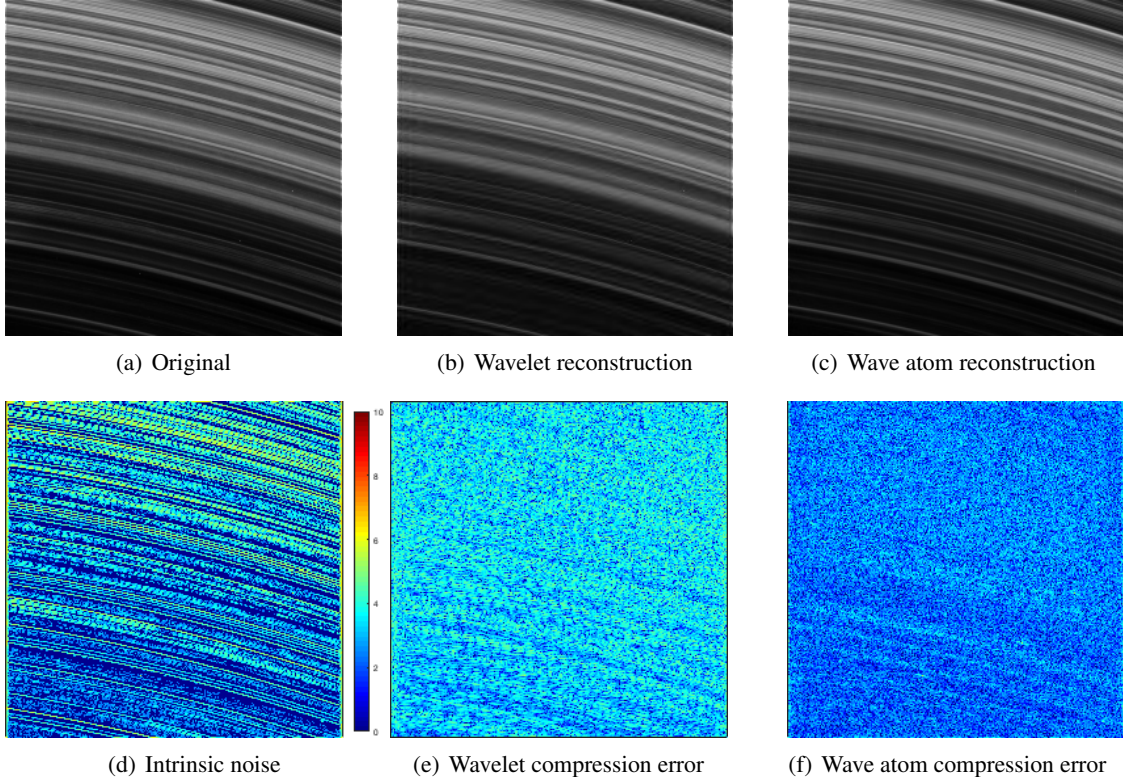 (a) Original
(b) Wavelet reconstruction
(c) Wave atom reconstruction
10
8
6
4
2
0
(d) Intrinsic noise
(e) Wavelet compression error
(f) Wave atom compression error